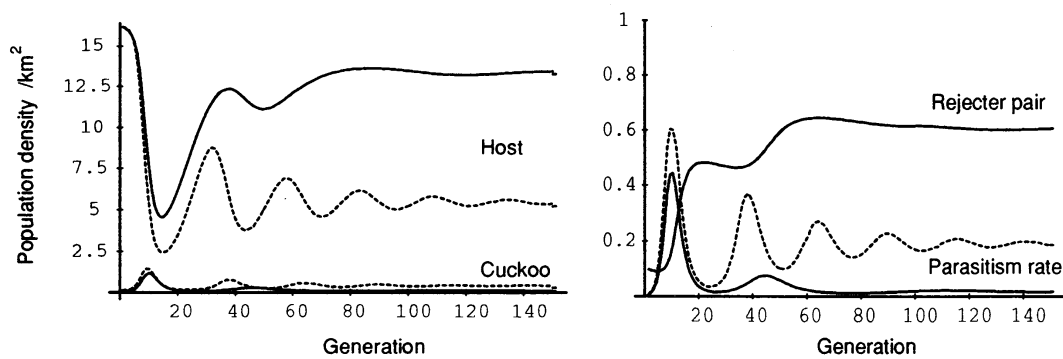 Population density /km²
15
12.5
10
7.5
5
2.5
Host
Cuckoo
20 40 60 80 100 120 140
Generation
1
0.8
0.6
0.4
0.2
Rejecter pair
Parasitism rate
20 40 60 80 100 120 140
Generation